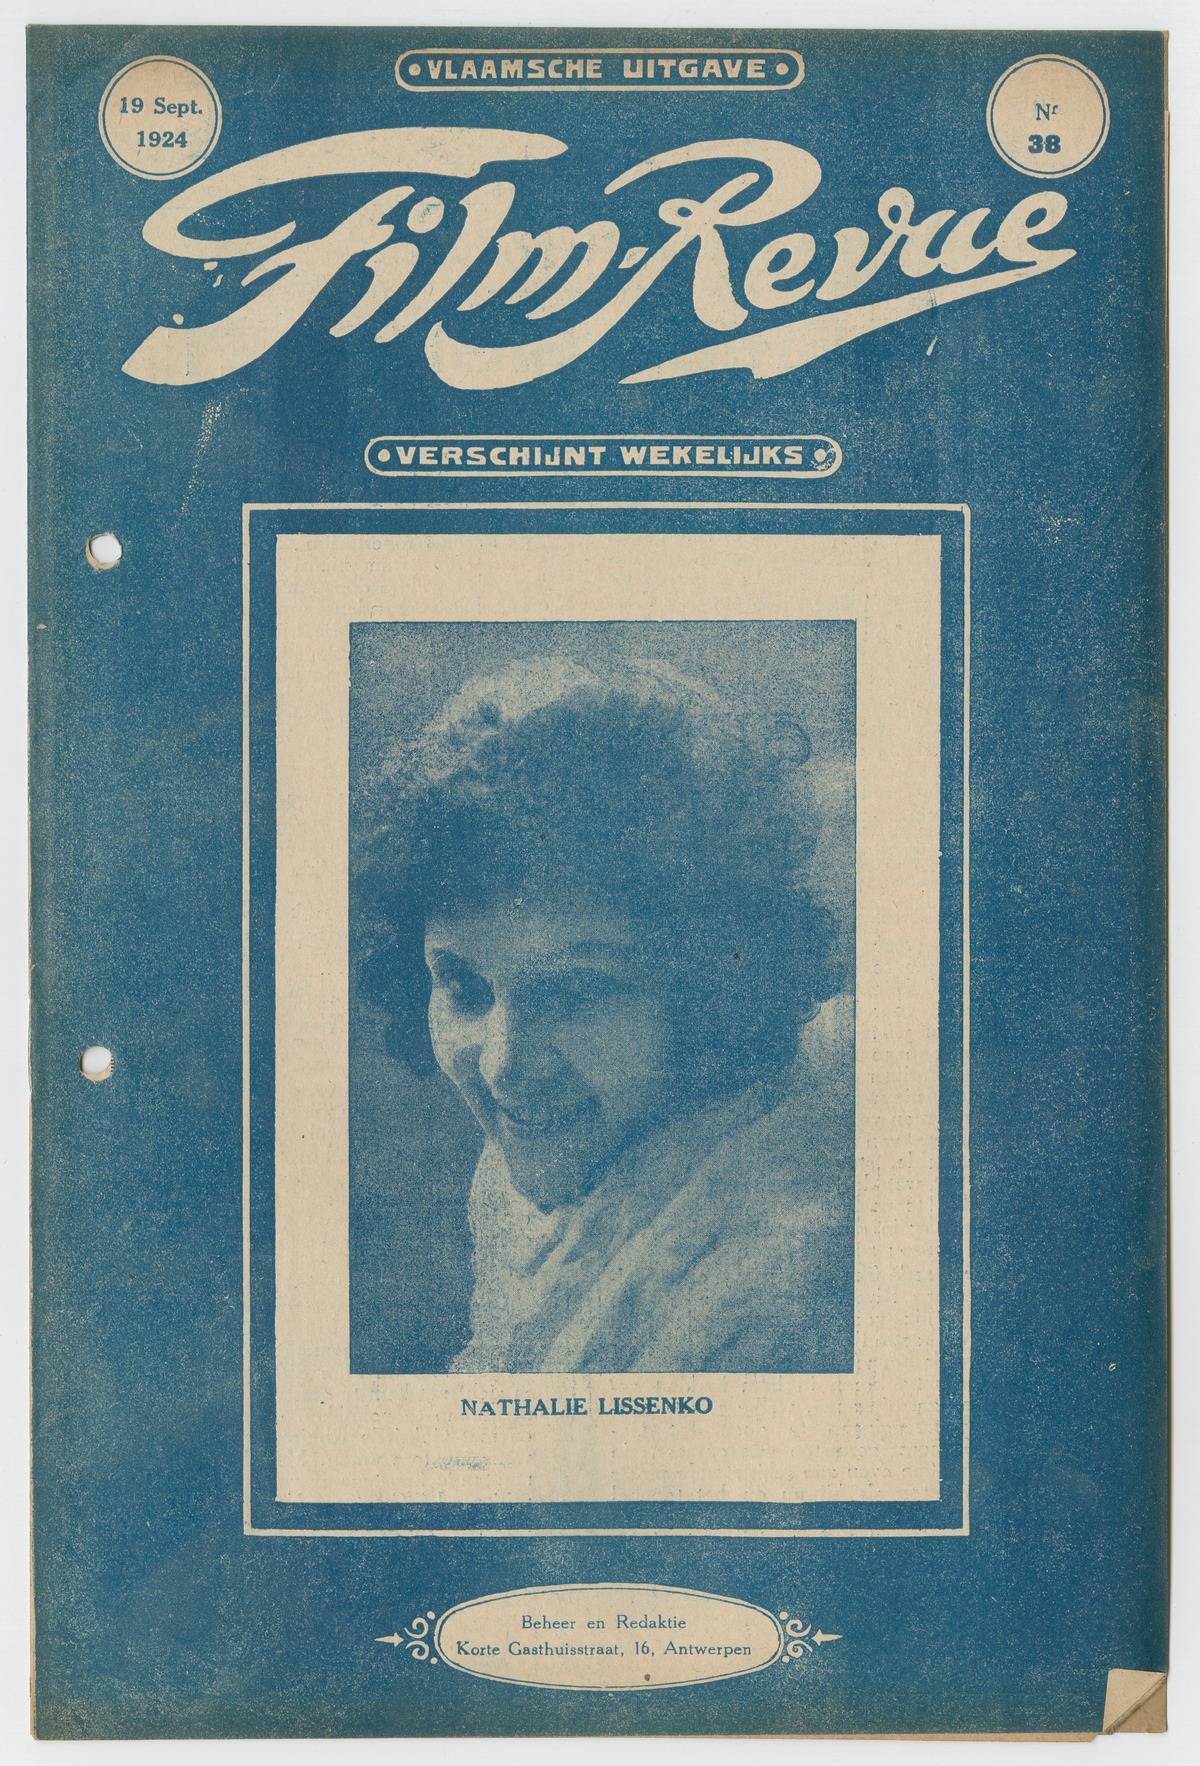 VLAAMSCHE UITGAVE
19 Sept.
1924
Nr
38
Film-Revue
VERSCHIJNT WEKELIJKS
NATHALIE LISSENKO
Beheer en Redaktie
Korte Gasthuisstraat, 16, Antwerpen